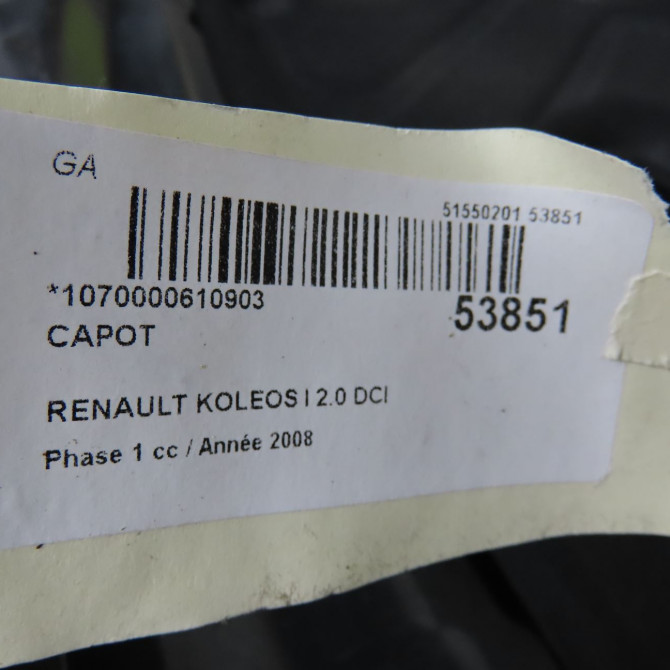 GA
51550201 53851
*1070000610903
53851
CAPOT
RENAULT KOLEOS I 2.0 DCI
Phase 1 cc / Année 2008